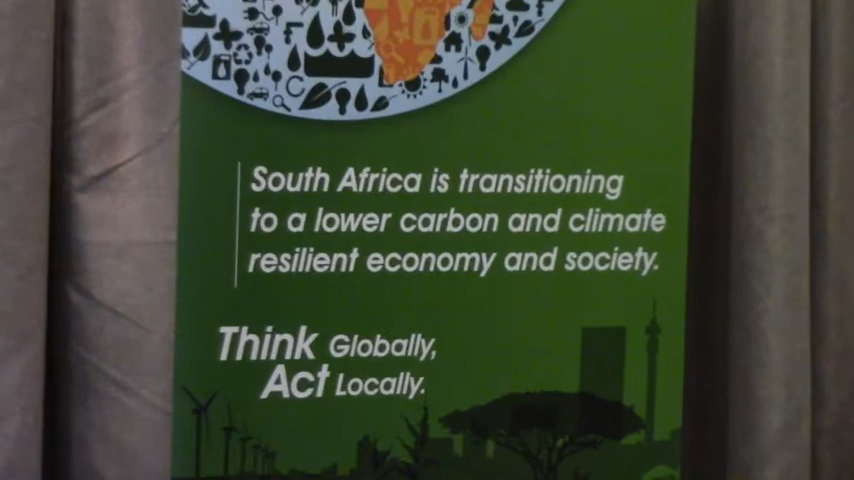 South Africa is transitioning
to a lower carbon and climate
resilient economy and society.
Think Globally,
Act Locally.